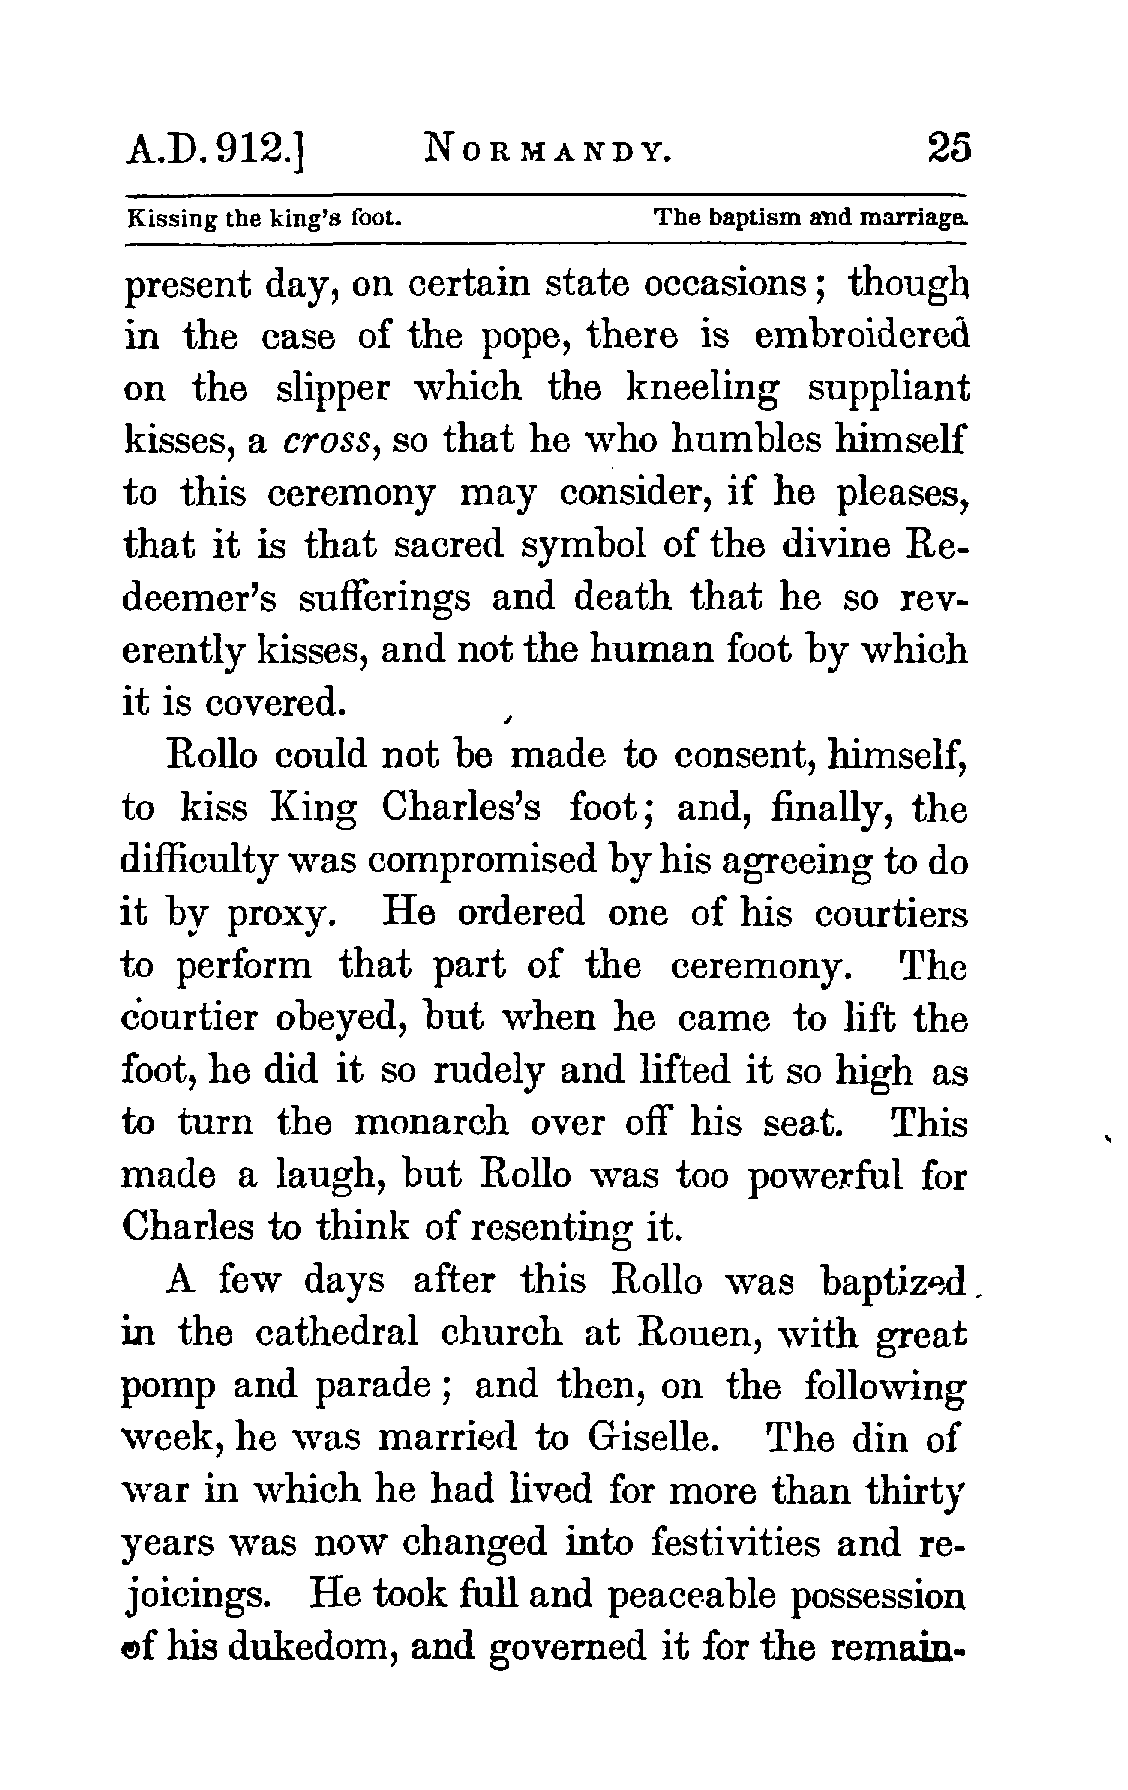 A.D. 912.] NORMANDY. 25
Kissing the king's foot. The baptism and marriage.
present day, on certain state occasions; though
in the case of the pope, there is embroidered
on the slipper which the kneeling suppliant
kisses, a cross, so that he who humbles himself
to this ceremony may consider, if he pleases,
that it is that sacred symbol of the divine Re-
deemer's sufferings and death that he so rev-
erently kisses, and not the human foot by which
it is covered.
Rollo could not be made to consent, himself,
to kiss King Charles's foot; and, finally, the
difficulty was compromised by his agreeing to do
it by proxy. He ordered one of his courtiers
to perform that part of the ceremony. The
courtier obeyed, but when he came to lift the
foot, he did it so rudely and lifted it so high as
to turn the monarch over off his seat. This
made a laugh, but Rollo was too powerful for
Charles to think of resenting it.
A few days after this Rollo was baptized
in the cathedral church at Rouen, with great
pomp and parade; and then, on the following
week, he was married to Giselle. The din of
war in which he had lived for more than thirty
years was now changed into festivities and re-
joicings. He took full and peaceable possession
of his dukedom, and governed it for the remain-